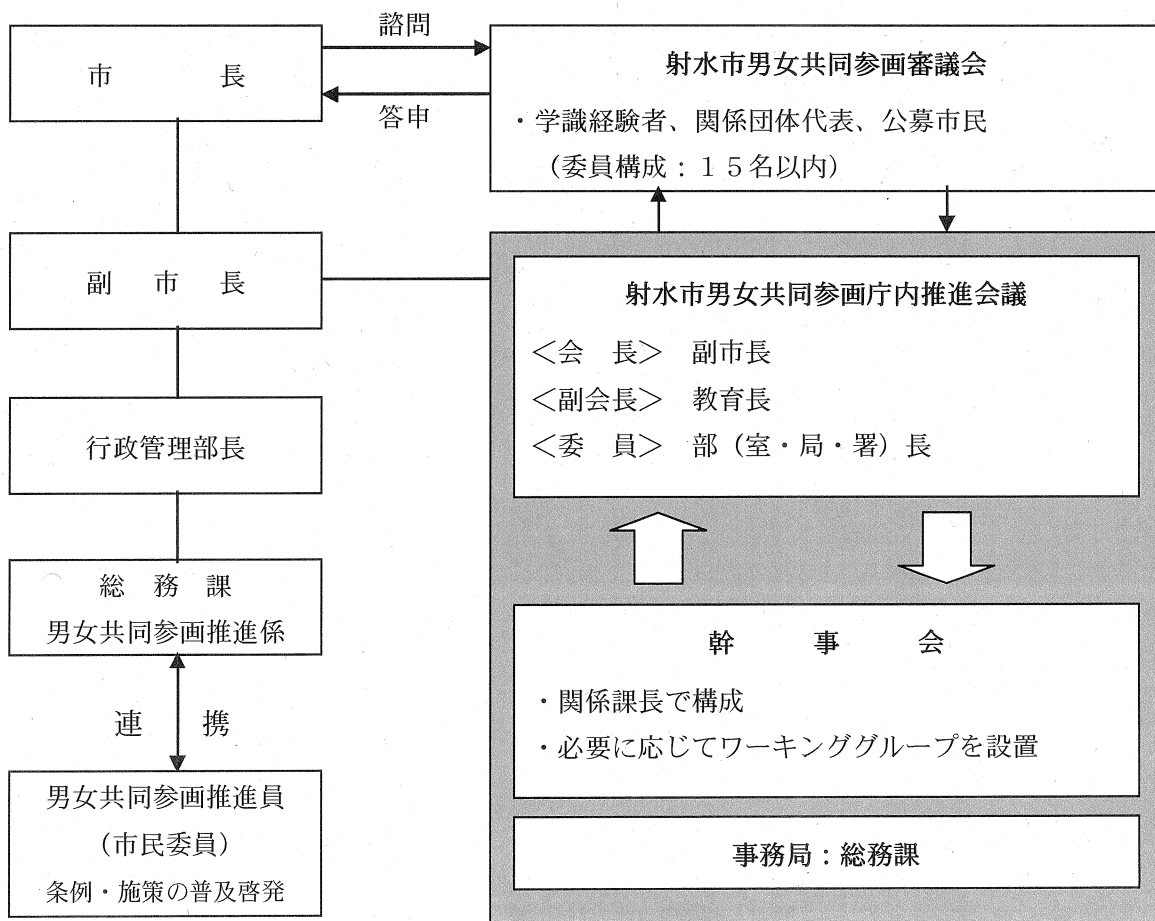 諮問
市　　　　長
答申
射水市男女共同参画審議会
・学識経験者、関係団体代表、公募市民
（委員構成：１５名以内）
副　市　長
射水市男女共同参画庁内推進会議
＜会　長＞　副市長
＜副会長＞　教育長
＜委　員＞　部（室・局・署）長
行政管理部長
総　務　課
男女共同参画推進係
連　携
男女共同参画推進員
（市民委員）
条例・施策の普及啓発
幹　　事　　会
・関係課長で構成
・必要に応じてワーキンググループを設置
事務局：総務課